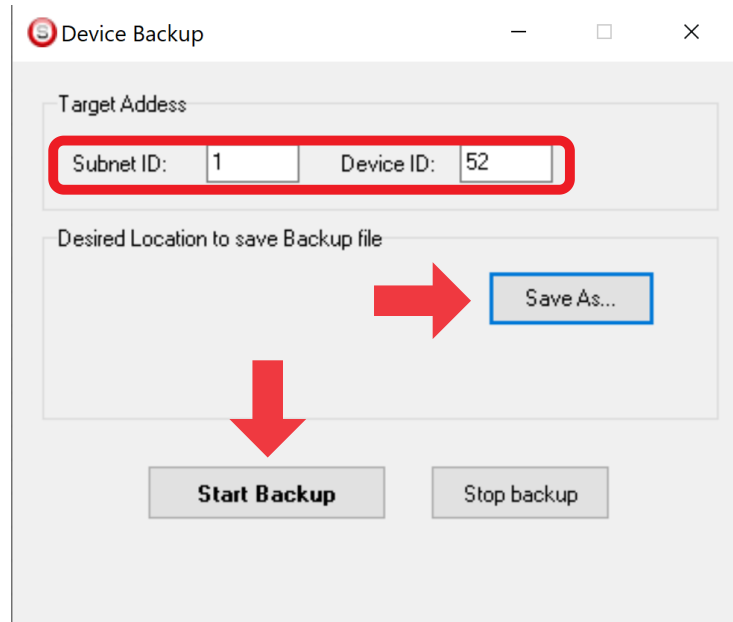 Device Backup
Target Addess
Subnet ID: 1 Device ID: 52
Desired Location to save Backup file
Save As...
Start Backup Stop backup